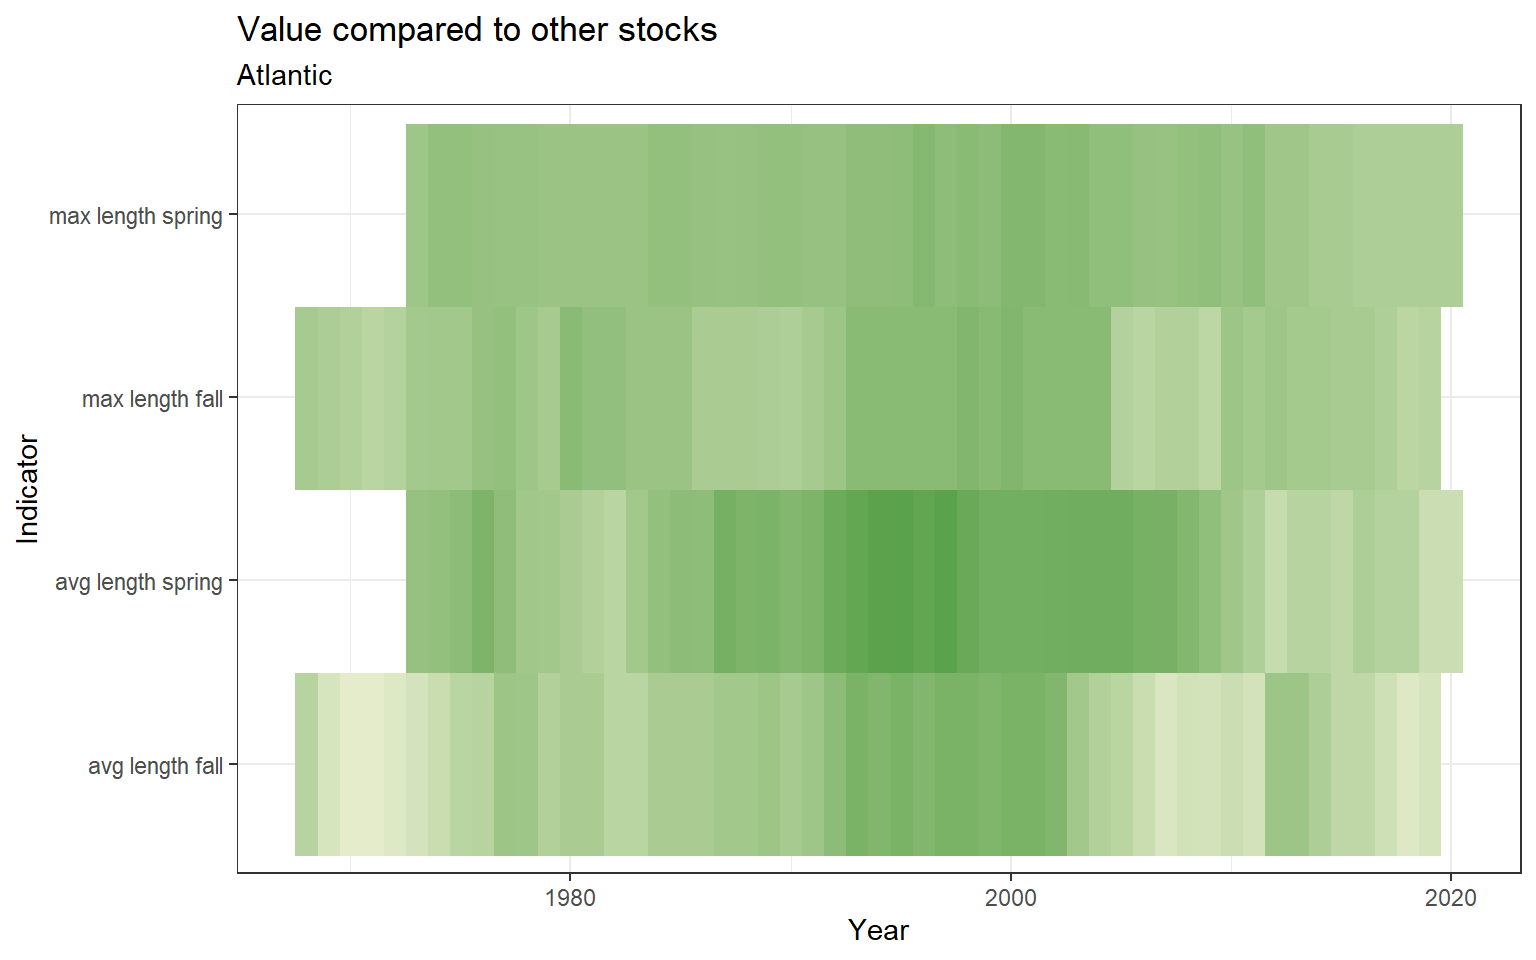 Value compared to other stocks
Atlantic
Indicator
max length spring
max length fall
avg length spring
avg length fall
1980
2000
2020
Year